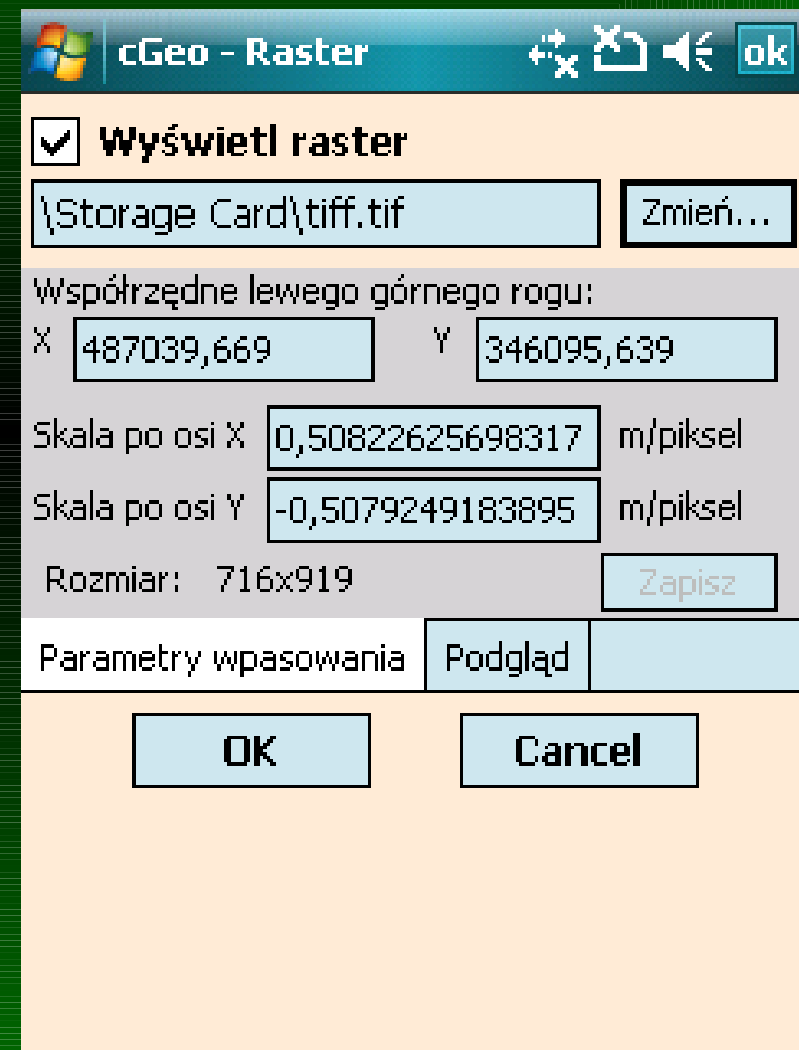 cGeo - Raster ok
Wyświetl raster
\Storage Card\tiff.tif Zmień...
Współrzędne lewego górnego rogu:
X 487039,669 Y 346095,639
Skala po osi X 0,50822625698317 m/piksel
Skala po osi Y -0,5079249183895 m/piksel
Rozmiar: 716x919 Zapisz
Parametry wpasowania Podgląd
OK Cancel